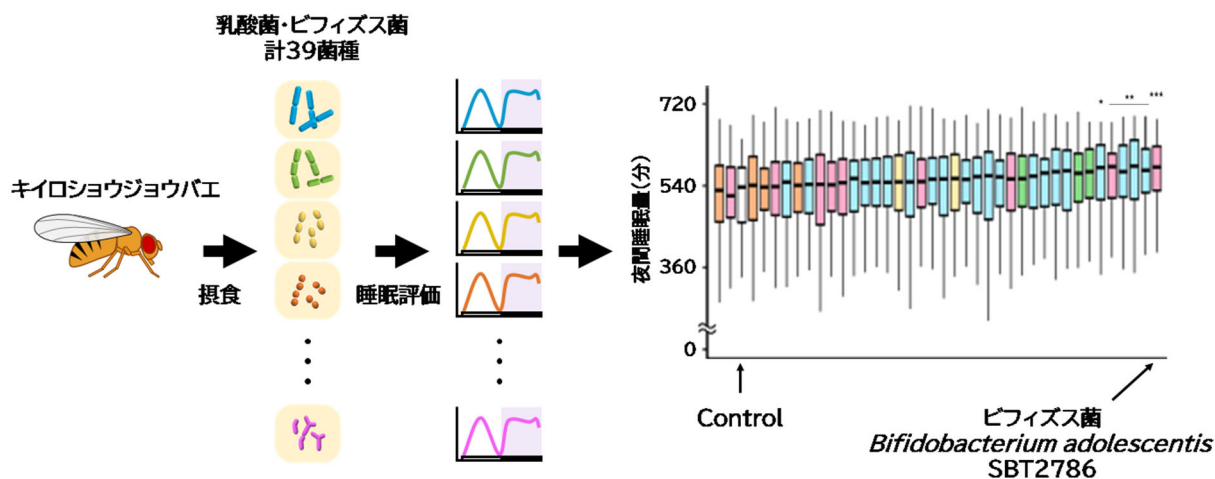 乳酸菌・ビフィズス菌
計39菌種
キイロショウジョウバエ
摂食
睡眠評価
夜間睡眠量(分)
720
540
360
0
* ** ***
Control
ビフィズス菌
Bifidobacterium adolescentis
SBT2786